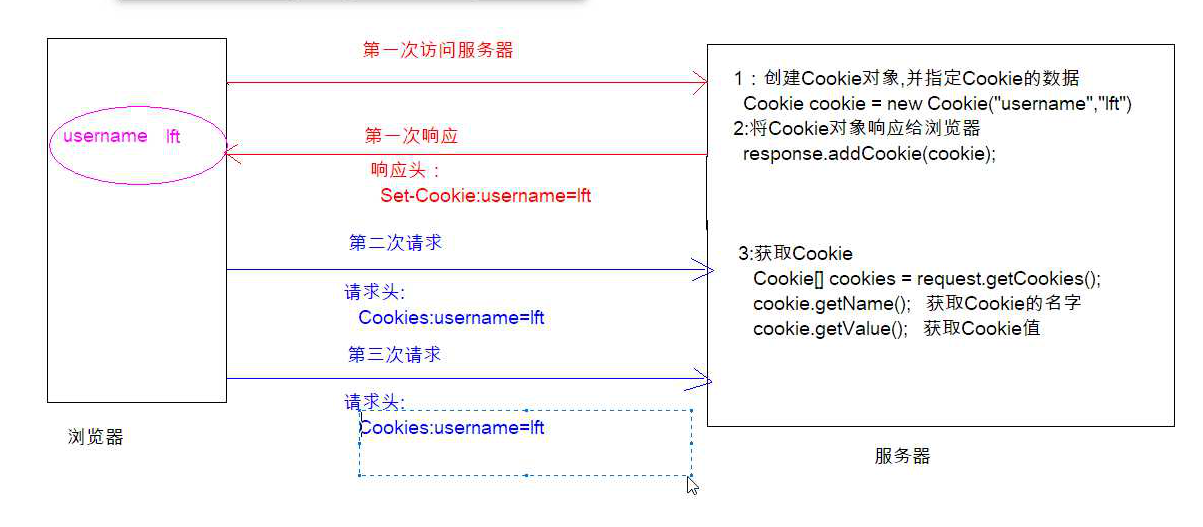 第一次访问服务器
1：创建Cookie对象,并指定Cookie的数据
Cookie cookie = new Cookie("username","lft")
2:将Cookie对象响应给浏览器
response.addCookie(cookie);
username lft
第一次响应
响应头：
Set-Cookie:username=lft
第二次请求
请求头:
Cookies:username=lft
3:获取Cookie
Cookie[] cookies = request.getCookies();
cookie.getName(); 获取Cookie的名字
cookie.getValue(); 获取Cookie值
第三次请求
请求头:
Cookies:username=lft
浏览器
服务器